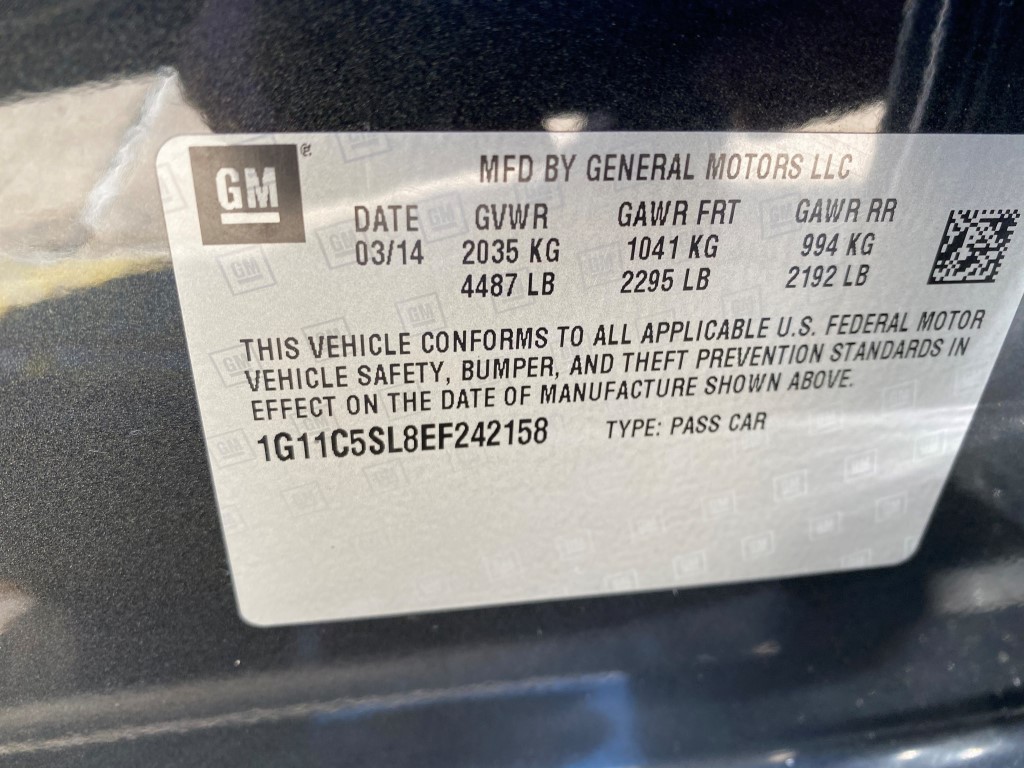 GM
MFD BY GENERAL MOTORS LLC
DATE GVWR GAWR FRT GAWR RR
03/14 2035 KG 1041 KG 994 KG
4487 LB 2295 LB 2192 LB
THIS VEHICLE CONFORMS TO ALL APPLICABLE U.S. FEDERAL MOTOR
VEHICLE SAFETY, BUMPER, AND THEFT PREVENTION STANDARDS IN
EFFECT ON THE DATE OF MANUFACTURE SHOWN ABOVE.
1G11C5SL8EF242158 TYPE: PASS CAR